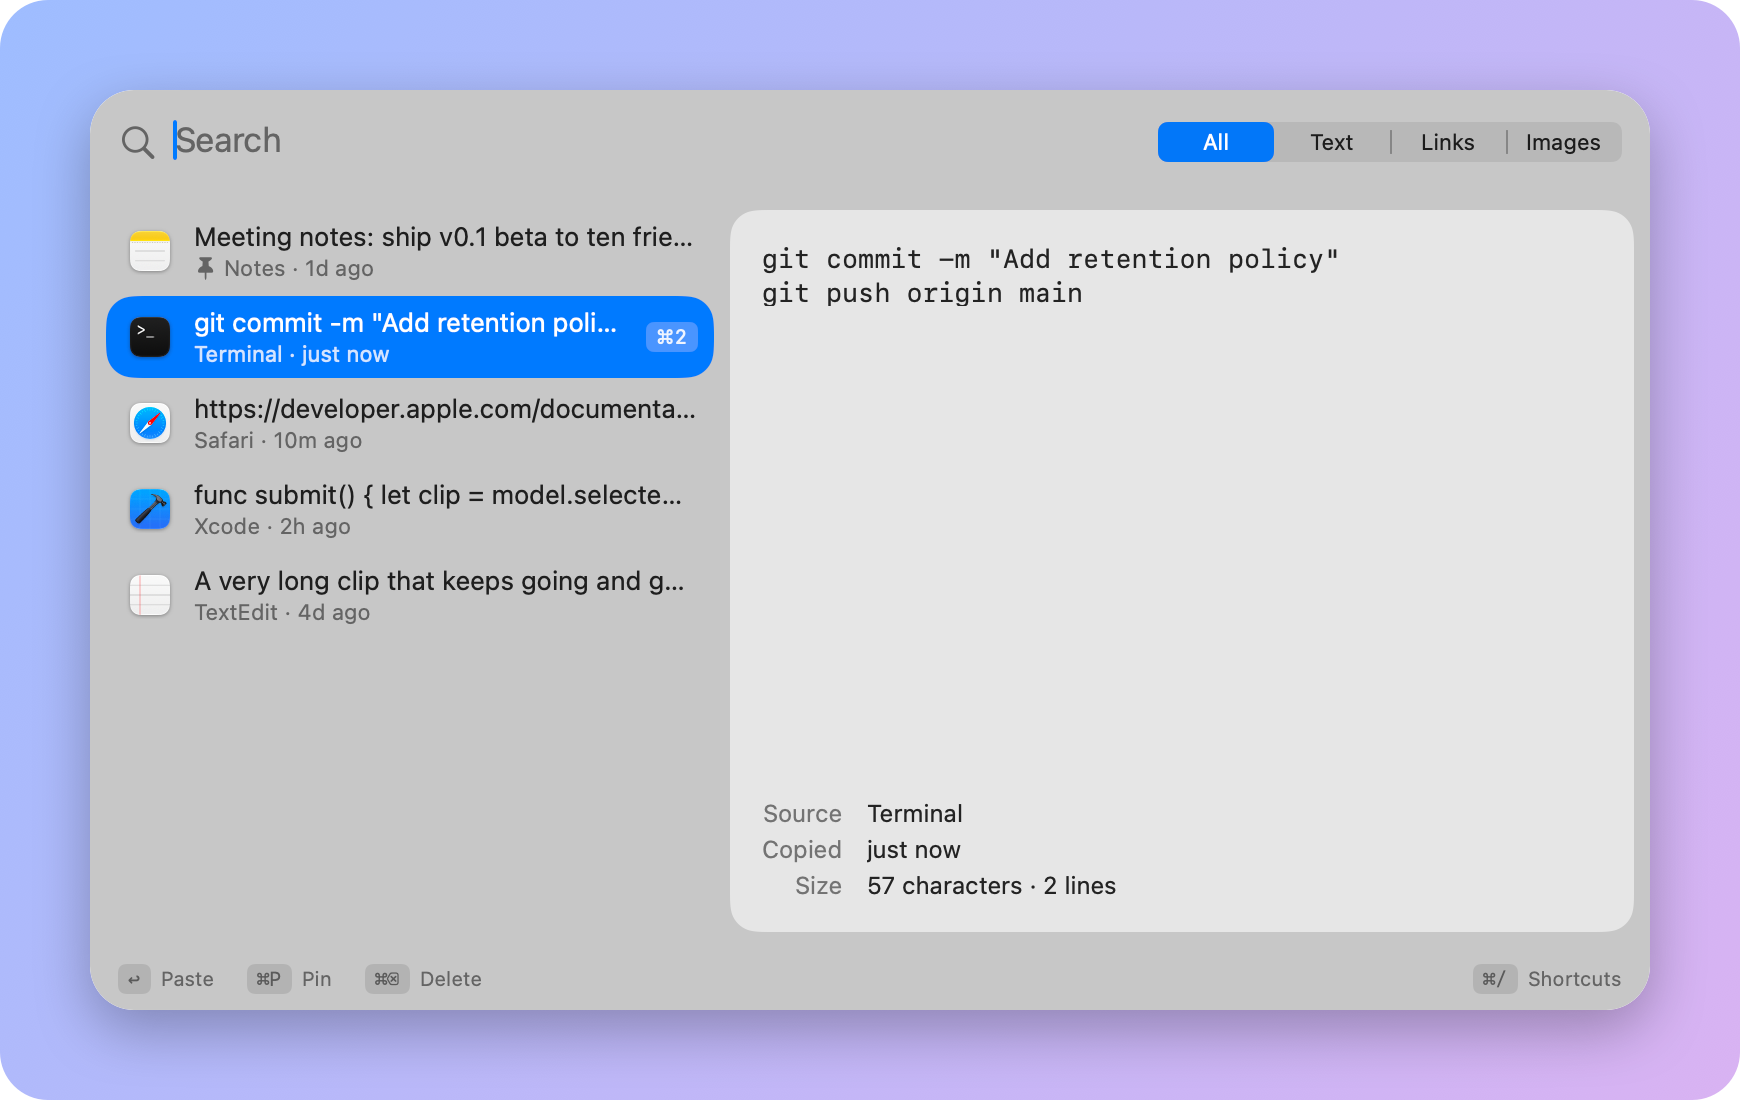 Search
All
Text
Links
Images
Meeting notes: ship v0.1 beta to ten frie...
Notes · 1d ago
>_
git commit -m "Add retention poli...
⌘2
Terminal · just now
https://developer.apple.com/documenta...
Safari · 10m ago
func submit() { let clip = model.selecte...
Xcode · 2h ago
A very long clip that keeps going and g...
TextEdit · 4d ago
git commit -m "Add retention policy"
git push origin main
Source Terminal
Copied just now
Size 57 characters · 2 lines
↩ Paste
⌘P Pin
⌘⌫ Delete
⌘/ Shortcuts